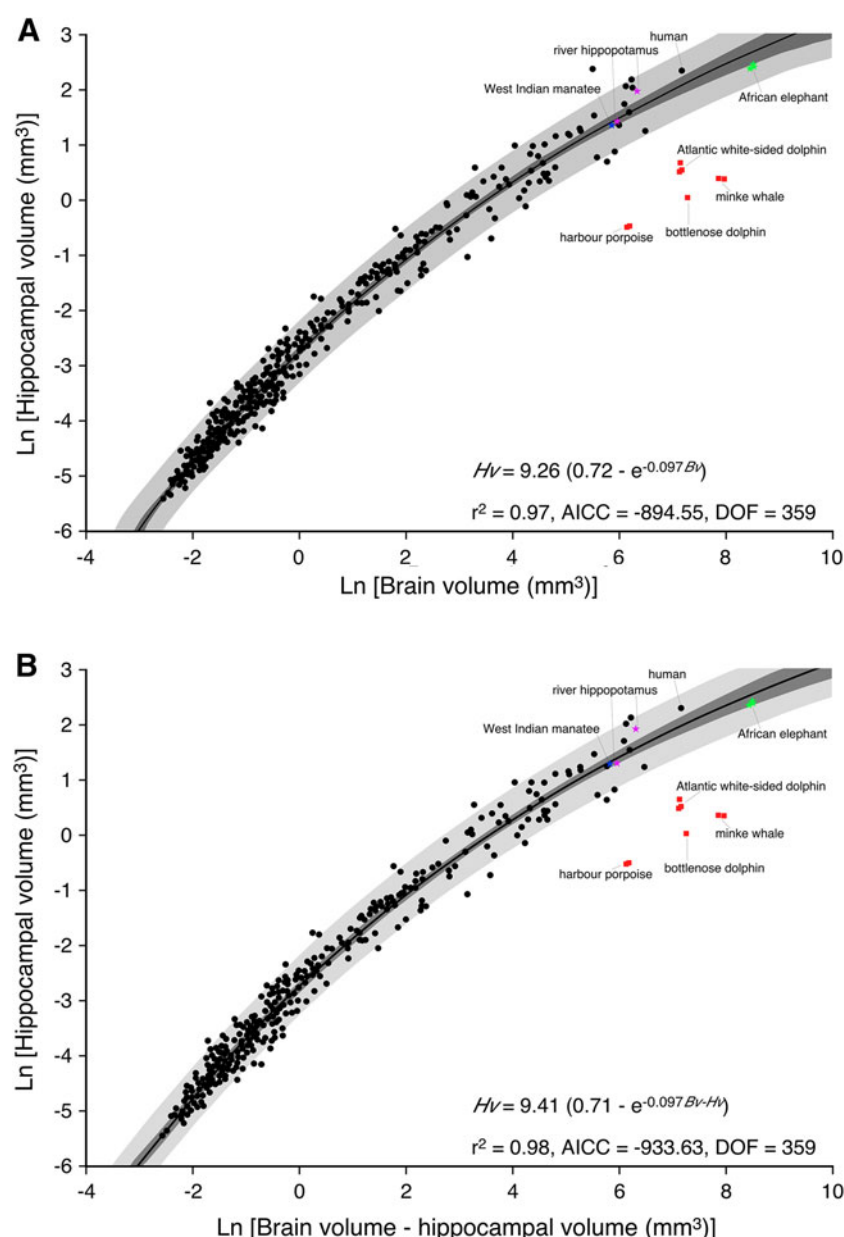 A
3
2
1
0
-1
-2
-3
-4
-5
-6
Ln [Hippocampal volume (mm³)]
human
river hippopotamus
West Indian manatee
African elephant
Atlantic white-sided dolphin
minke whale
harbour porpoise
bottlenose dolphin
Hv = 9.26 (0.72 - e^-0.097Bv)
r² = 0.97, AICC = -894.55, DOF = 359
-4 -2 0 2 4 6 8 10
Ln [Brain volume (mm³)]
B
3
2
1
0
-1
-2
-3
-4
-5
-6
Ln [Hippocampal volume (mm³)]
human
river hippopotamus
West Indian manatee
African elephant
Atlantic white-sided dolphin
minke whale
harbour porpoise
bottlenose dolphin
Hv = 9.41 (0.71 - e^-0.097Bv-Hv)
r² = 0.98, AICC = -933.63, DOF = 359
-4 -2 0 2 4 6 8 10
Ln [Brain volume - hippocampal volume (mm³)]